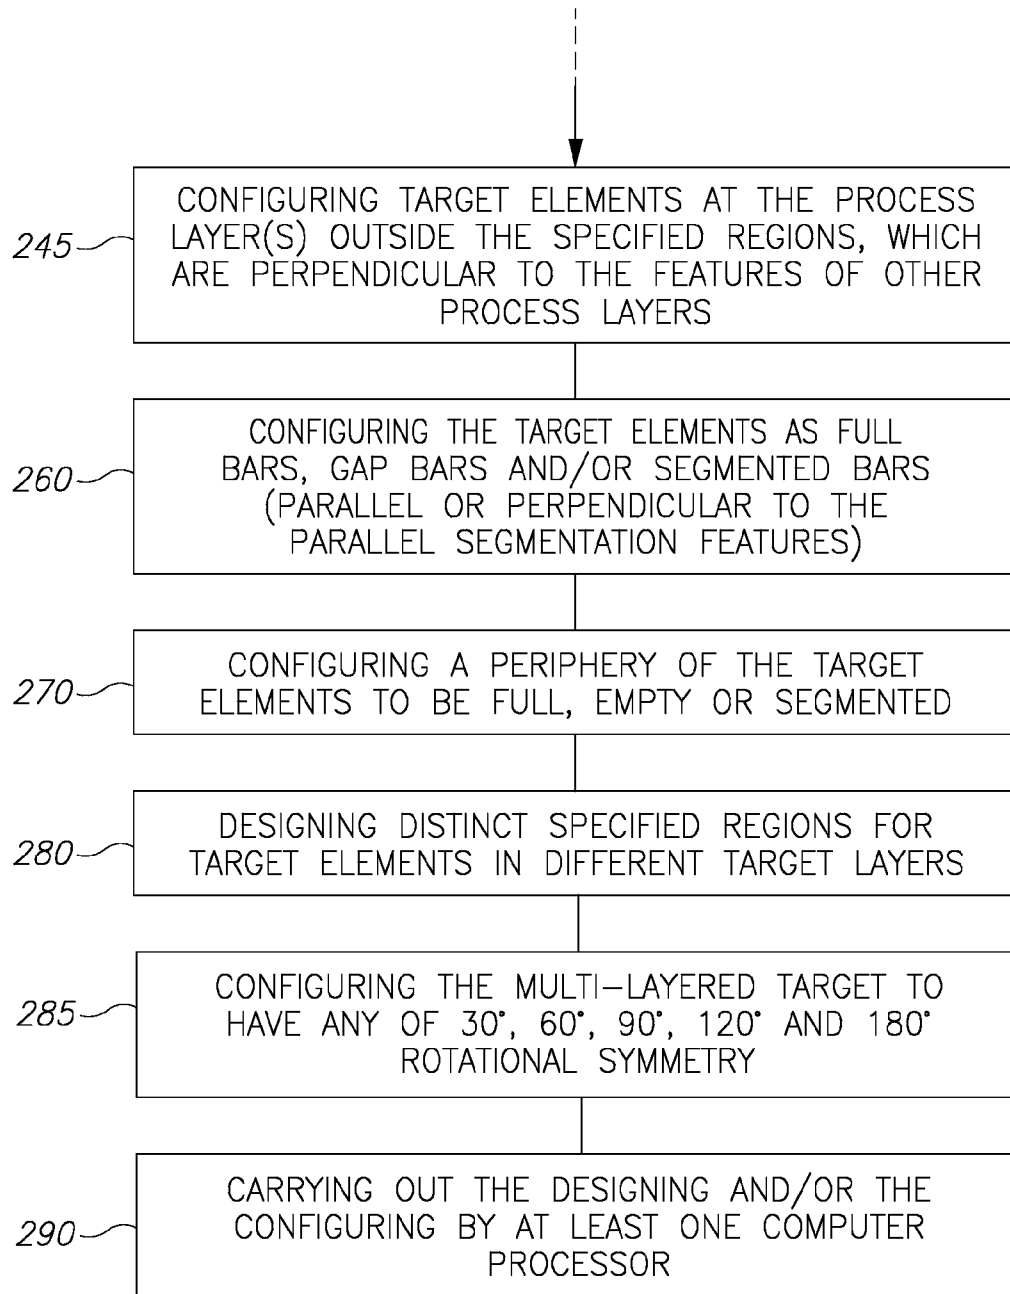 CONFIGURING TARGET ELEMENTS AT THE PROCESS
245
LAYER(S) OUTSIDE THE SPECIFIED REGIONS, WHICH
ARE PERPENDICULAR TO THE FEATURES OF OTHER
PROCESS LAYERS
CONFIGURING THE TARGET ELEMENTS AS FULL
260
BARS, GAP BARS AND/OR SEGMENTED BARS
(PARALLEL OR PERPENDICULAR TO THE
PARALLEL SEGMENTATION FEATURES)
270
CONFIGURING A PERIPHERY OF THE TARGET
ELEMENTS TO BE FULL, EMPTY OR SEGMENTED
280
DESIGNING DISTINCT SPECIFIED REGIONS FOR
TARGET ELEMENTS IN DIFFERENT TARGET LAYERS
285
CONFIGURING THE MULTI-LAYERED TARGET TO
HAVE ANY OF 30°, 60°, 90°, 120° AND 180°
ROTATIONAL SYMMETRY
290
CARRYING OUT THE DESIGNING AND/OR THE
CONFIGURING BY AT LEAST ONE COMPUTER
PROCESSOR